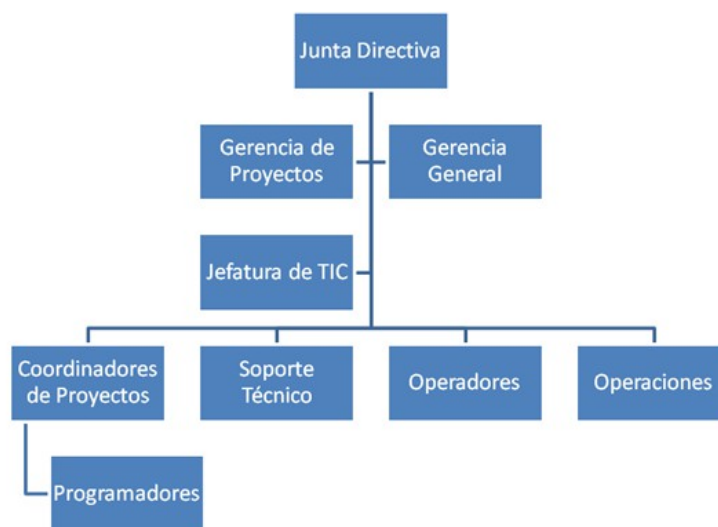 Junta Directiva
Gerencia de
Proyectos
Gerencia
General
Jefatura de TIC
Coordinadores
de Proyectos
Soporte
Técnico
Operadores
Operaciones
Programadores